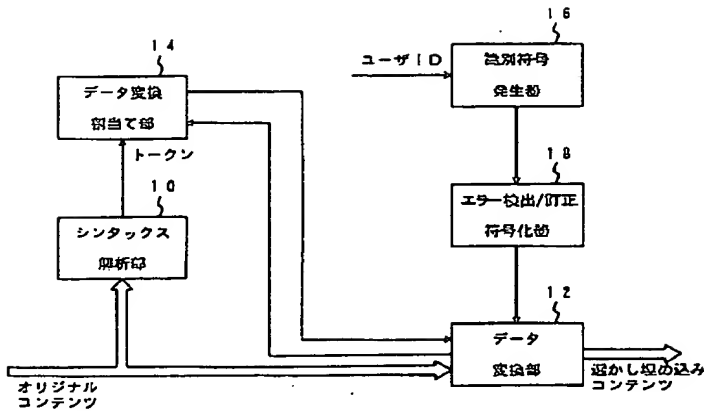 16
ユーザID
識別符号
発生部
14
データ変換
割当て部
トークン
18
エラー検出/訂正
符号化部
10
シンタックス
解析部
12
データ
変換部
オリジナル
コンテンツ
透かし埋め込み
コンテンツ